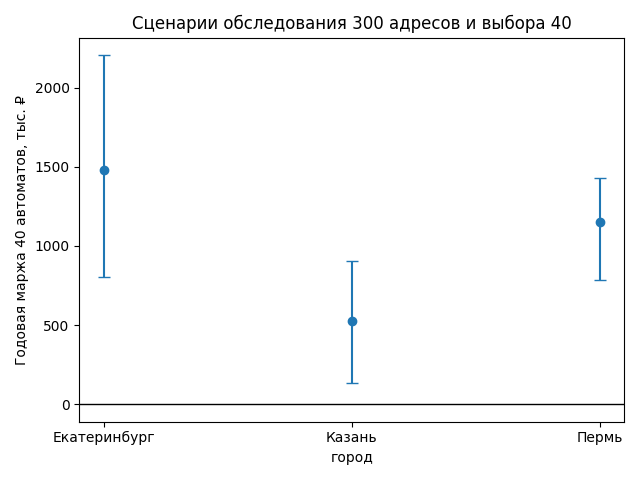 Сценарии обследования 300 адресов и выбора 40
Годовая маржа 40 автоматов, тыс. ₽
2000
1500
1000
500
0
Екатеринбург
Казань
Пермь
город